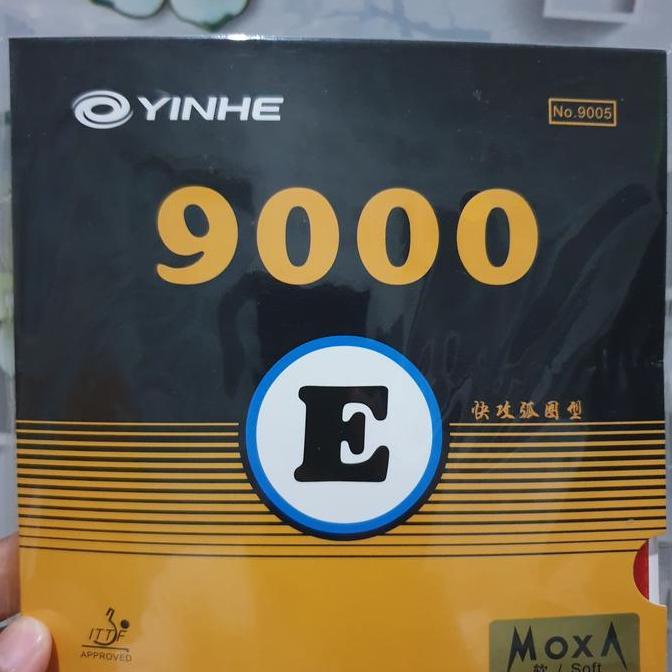 YINHE
No.9005
9000
E
快攻弧圈型
ITTF
APPROVED
MOXA
软 / Soft